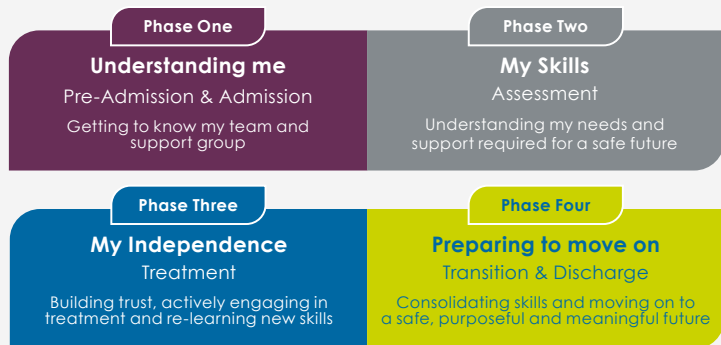 Phase One
Understanding me
Pre-Admission & Admission
Getting to know my team and
support group
Phase Two
My Skills
Assessment
Understanding my needs and
support required for a safe future
Phase Three
My Independence
Treatment
Building trust, actively engaging in
treatment and re-learning new skills
Phase Four
Preparing to move on
Transition & Discharge
Consolidating skills and moving on to
a safe, purposeful and meaningful future